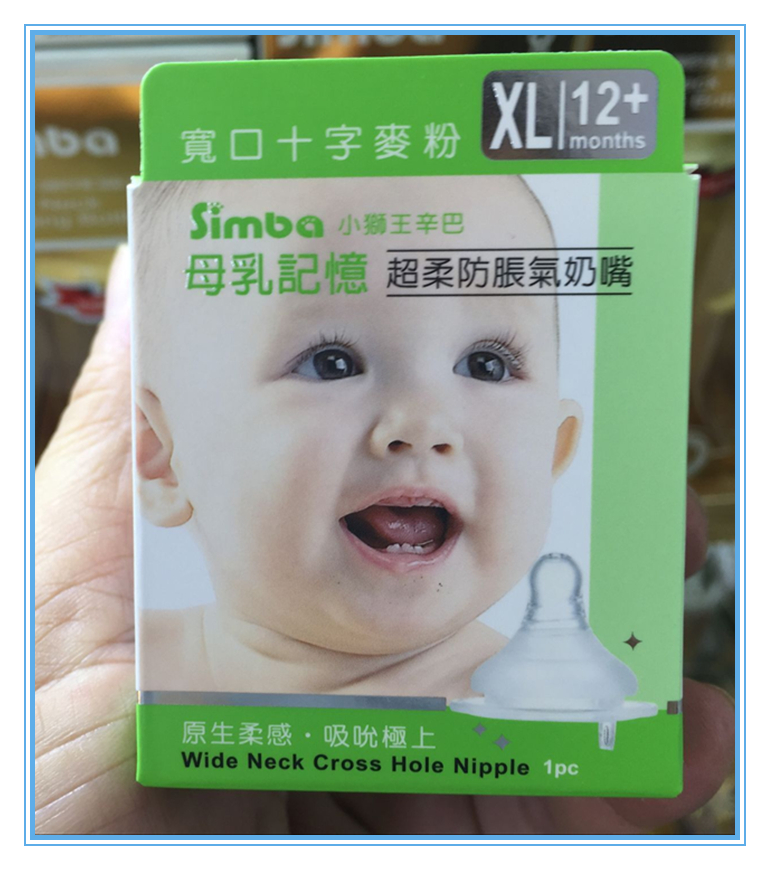 XL 12+ months
寬口十字麥粉
Simba 小獅王辛巴
母乳記憶 超柔防脹氣奶嘴
原生柔感・吸吮極上
Wide Neck Cross Hole Nipple 1pc